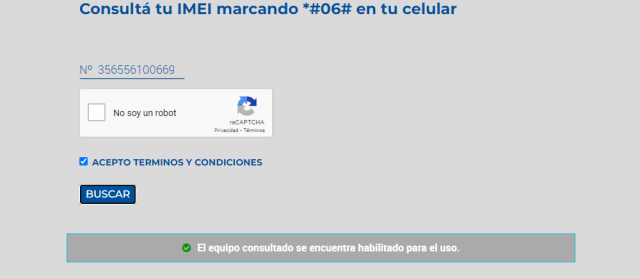 Consultá tu IMEI marcando *#06# en tu celular
Nº 356556100669
No soy un robot
reCAPTCHA
Privacidad - Términos
ACEPTO TERMINOS Y CONDICIONES
BUSCAR
El equipo consultado se encuentra habilitado para el uso.